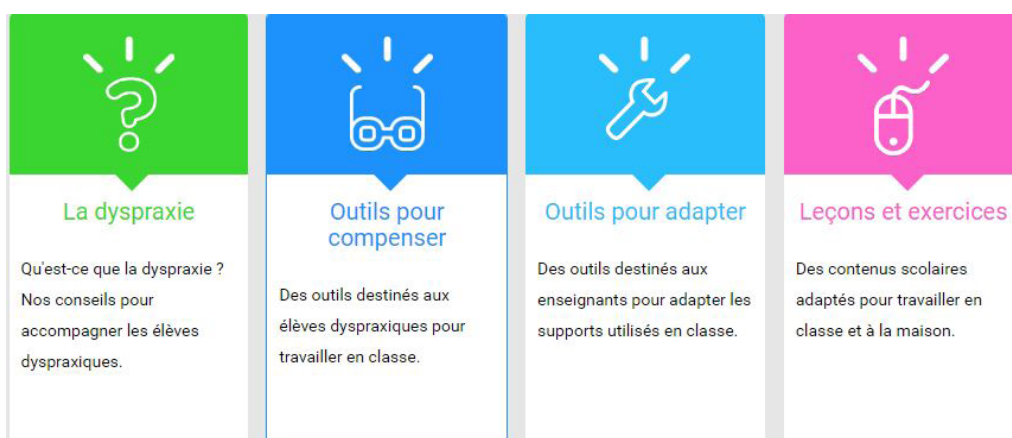 La dyspraxie
Qu'est-ce que la dyspraxie ?
Nos conseils pour
accompagner les élèves
dyspraxiques.
Outils pour
compenser
Des outils destinés aux
élèves dyspraxiques pour
travailler en classe.
Outils pour adapter
Des outils destinés aux
enseignants pour adapter les
supports utilisés en classe.
Leçons et exercices
Des contenus scolaires
adaptés pour travailler en
classe et à la maison.